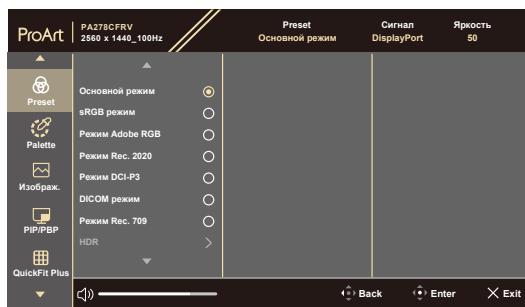 ProArt
PA278CFRV
2560 x 1440_100Hz
Preset
Основной режим
Сигнал
DisplayPort
Яркость
50
Preset
Palette
Изображ.
PIP/PBP
QuickFit Plus
Основной режим
sRGB режим
Режим Adobe RGB
Режим Rec. 2020
Режим DCI-P3
DICOM режим
Режим Rec. 709
HDR
Back
Enter
Exit